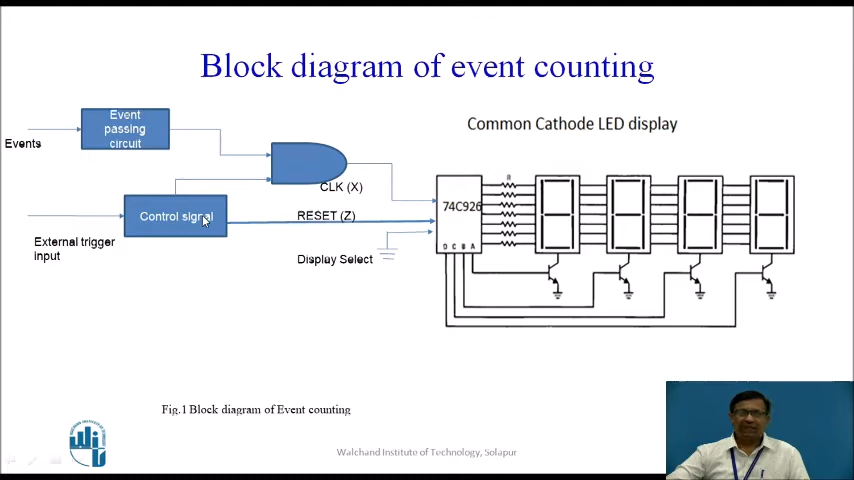 Block diagram of event counting
Event
passing
circuit
Events
Common Cathode LED display
CLK (X)
R
74C926
Control signal
RESET (Z)
External trigger
input
Display Select
D C B A
Fig.1 Block diagram of Event counting
Walchand Institute of Technology, Solapur